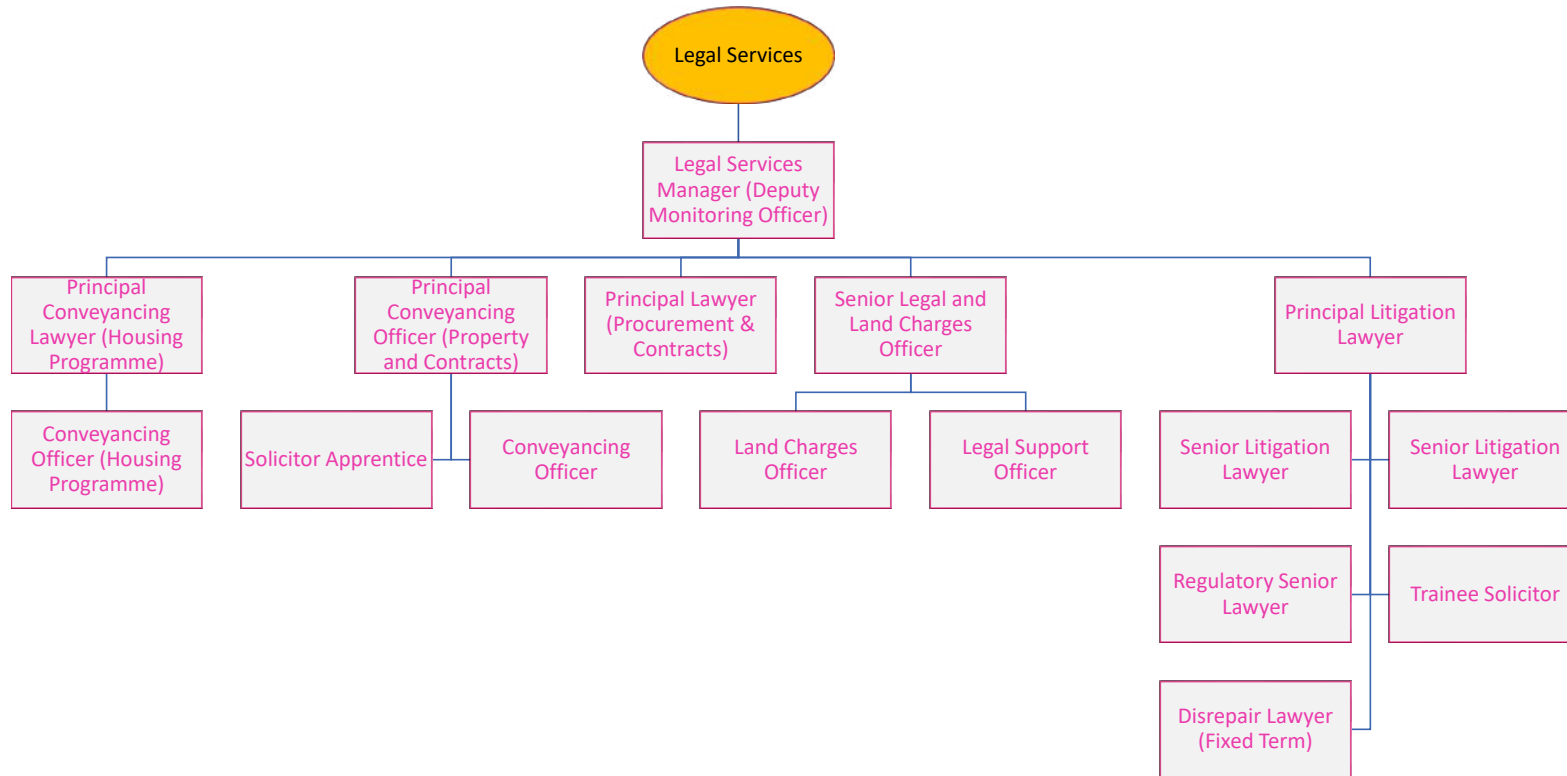 Legal Services
Legal Services
Manager (Deputy
Monitoring Officer)
Principal
Conveyancing
Lawyer (Housing
Programme)
Principal
Conveyancing
Officer (Property
and Contracts)
Principal Lawyer
(Procurement &
Contracts)
Senior Legal and
Land Charges
Officer
Principal Litigation
Lawyer
Conveyancing
Officer (Housing
Programme)
Solicitor Apprentice
Conveyancing
Officer
Land Charges
Officer
Legal Support
Officer
Senior Litigation
Lawyer
Senior Litigation
Lawyer
Regulatory Senior
Lawyer
Trainee Solicitor
Disrepair Lawyer
(Fixed Term)